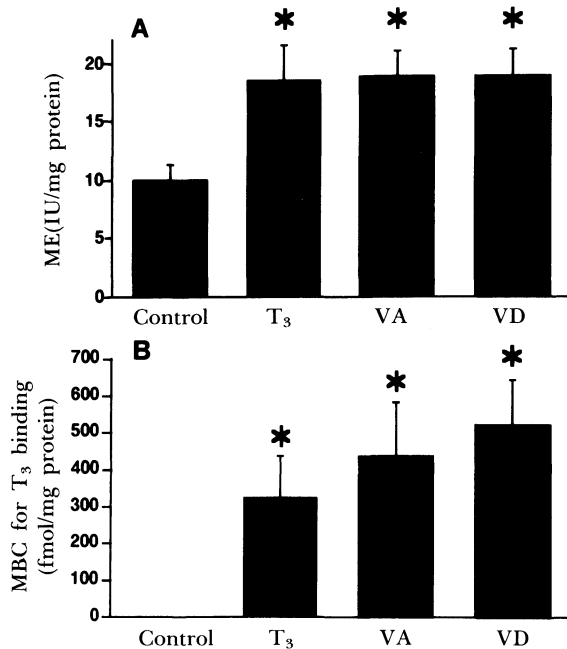 A
ME(IU/mg protein)
20
15
10
5
0
* * *
Control T₃ VA VD
B
MBC for T₃ binding
(fmol/mg protein)
700
600
500
400
300
200
100
0
* * *
Control T₃ VA VD